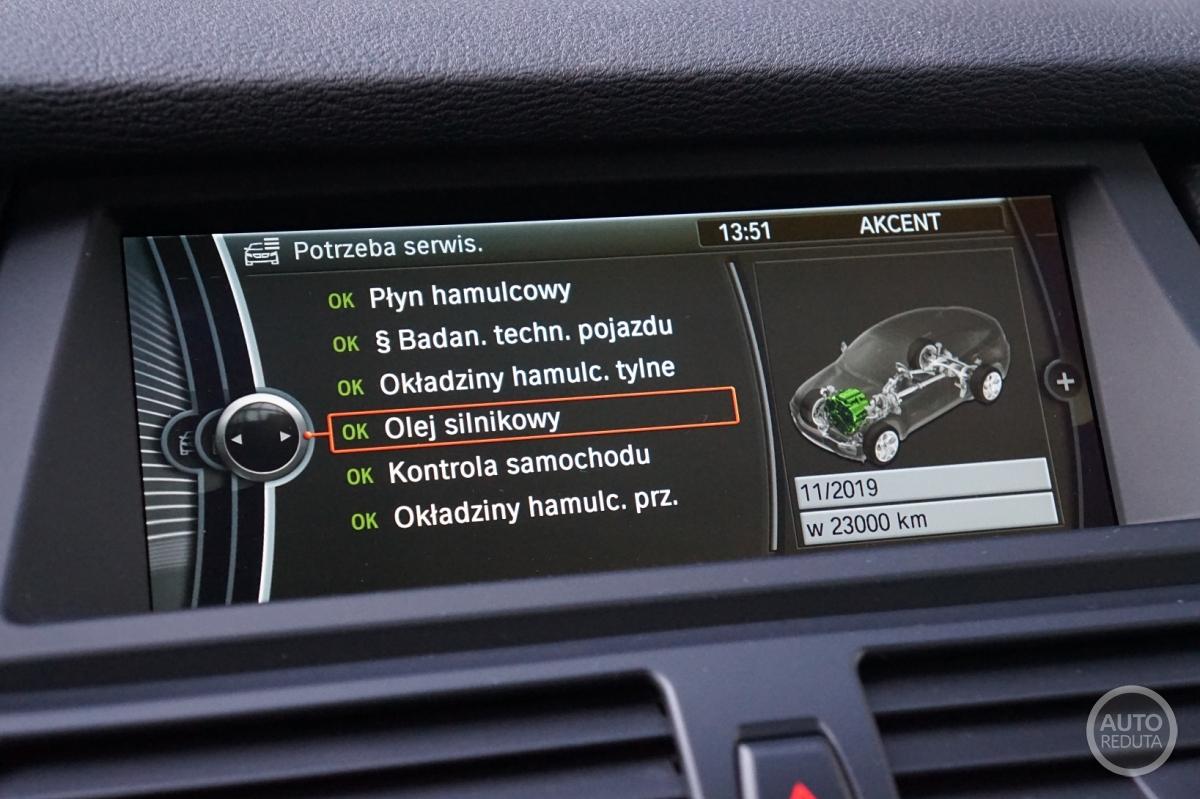 Potrzeba serwis.
13:51
AKCENT
OK Płyn hamulcowy
OK § Badan. techn. pojazdu
OK Okładziny hamulc. tylne
OK Olej silnikowy
OK Kontrola samochodu
OK Okładziny hamulc. prz.
11/2019
w 23000 km
AUTO
REDUTA